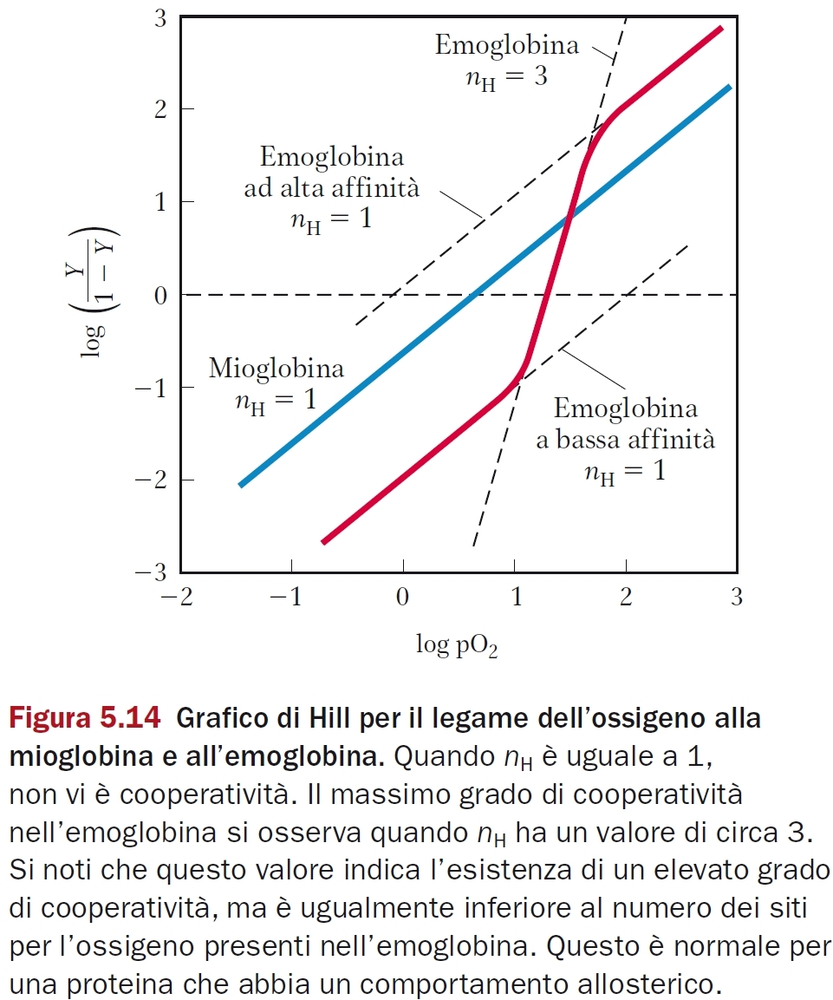 3
Emoglobina
nH = 3
2
Emoglobina
ad alta affinità
nH = 1
1
log (Y / 1 − Y)
0
Mioglobina
nH = 1
−1
Emoglobina
a bassa affinità
nH = 1
−2
−3
−2 −1 0 1 2 3
log pO2
Figura 5.14 Grafico di Hill per il legame dell’ossigeno alla
mioglobina e all’emoglobina. Quando nH è uguale a 1,
non vi è cooperatività. Il massimo grado di cooperatività
nell’emoglobina si osserva quando nH ha un valore di circa 3.
Si noti che questo valore indica l’esistenza di un elevato grado
di cooperatività, ma è ugualmente inferiore al numero dei siti
per l’ossigeno presenti nell’emoglobina. Questo è normale per
una proteina che abbia un comportamento allosterico.